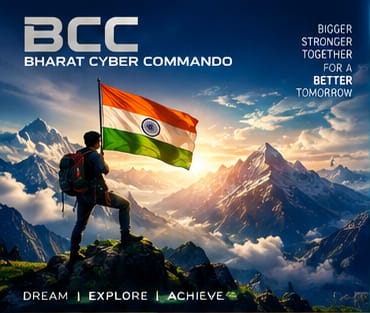 BCC
BHARAT CYBER COMMANDO
BIGGER
STRONGER
TOGETHER
FOR A
BETTER
TOMORROW
DREAM | EXPLORE | ACHIEVE